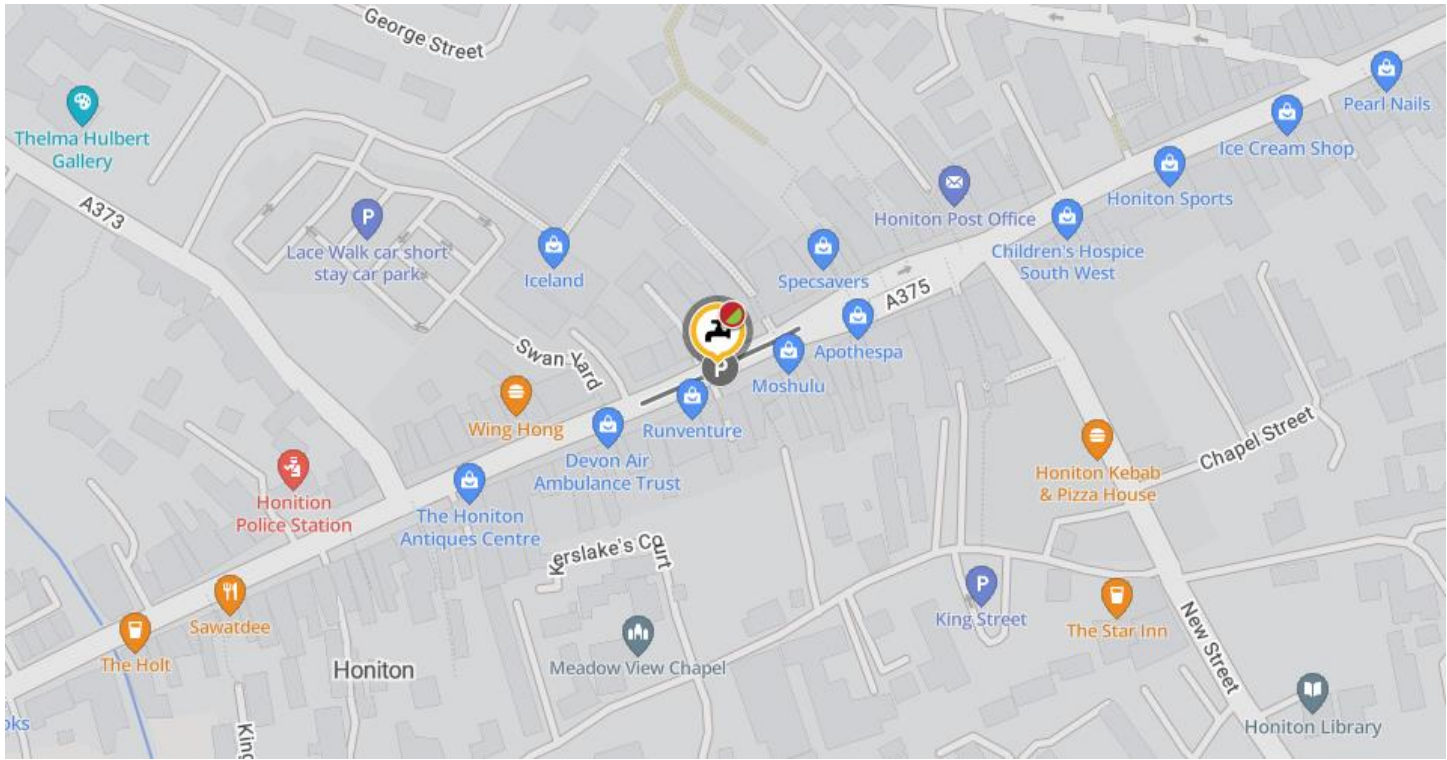 George Street
Pearl Nails
Thelma Hulbert
Gallery
Ice Cream Shop
A373
Honiton Sports
Honiton Post Office
P
Lace Walk car short
stay car park
Children's Hospice
South West
Iceland
Specsavers
A375
Swan Yard
P
Apothespa
Moshulu
Wing Hong
Runventure
Devon Air
Ambulance Trust
Chapel Street
Honiton Kebab
& Pizza House
Honition
Police Station
The Honiton
Antiques Centre
Kerslake's Court
P
King Street
Sawatdee
The Star Inn
New Street
The Holt
Honiton
Meadow View Chapel
oks
King
Honiton Library